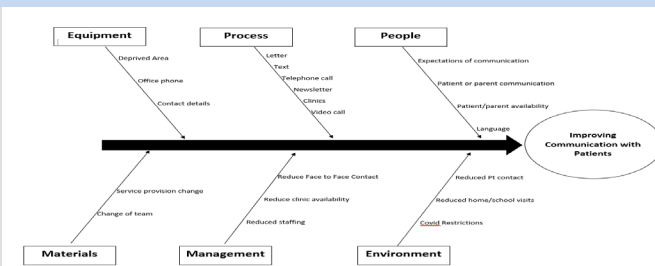 Equipment
Process
People
Deprived Area
Office phone
Contact details
Letter
Text
Telephone call
Newsletter
Clinics
Video call
Expectations of communication
Patient or parent communication
Patient/parent availability
Language
Improving
Communication with
Patients
Service provision change
Change of team
Reduce Face to Face Contact
Reduce clinic availability
Reduced staffing
Reduced Pt contact
Reduced home/school visits
Covid Restrictions
Materials
Management
Environment